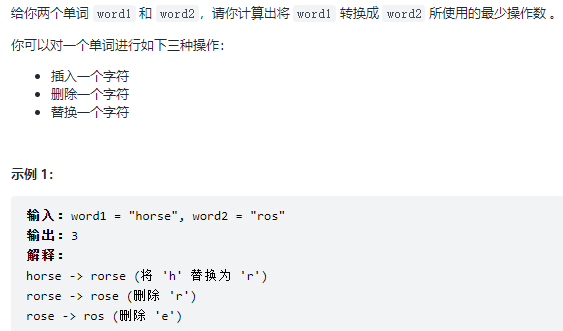 给你两个单词 word1 和 word2, 请你计算出将 word1 转换成 word2 所使用的最少操作数 。
你可以对一个单词进行如下三种操作:
• 插入一个字符
• 删除一个字符
• 替换一个字符
示例 1:
输入: word1 = "horse", word2 = "ros"
输出: 3
解释:
horse -> rorse (将 'h' 替换为 'r')
rorse -> rose (删除 'r')
rose -> ros (删除 'e')